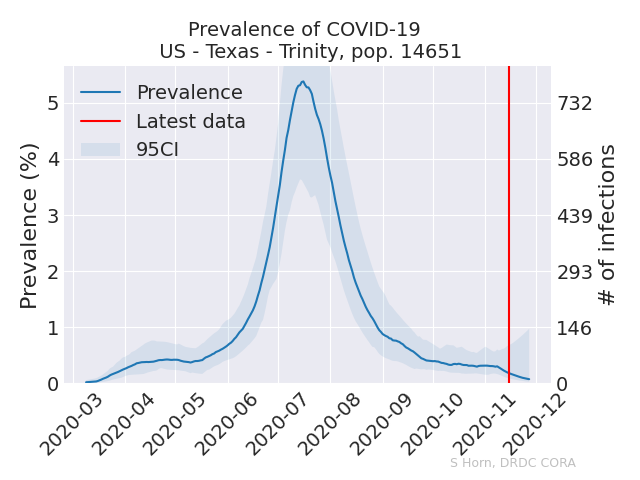 Prevalence of COVID-19
US - Texas - Trinity, pop. 14651
Prevalence
Latest data
95CI
Prevalence (%)
5
4
3
2
1
0
732
586
439
293
146
0
# of infections
2020-03
2020-04
2020-05
2020-06
2020-07
2020-08
2020-09
2020-10
2020-11
2020-12
S Horn, DRDC CORA